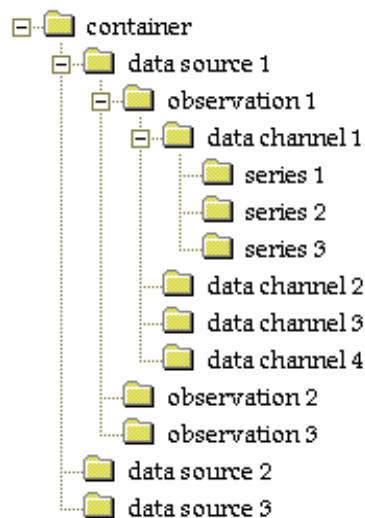 container
data source 1
observation 1
data channel 1
series 1
series 2
series 3
data channel 2
data channel 3
data channel 4
observation 2
observation 3
data source 2
data source 3